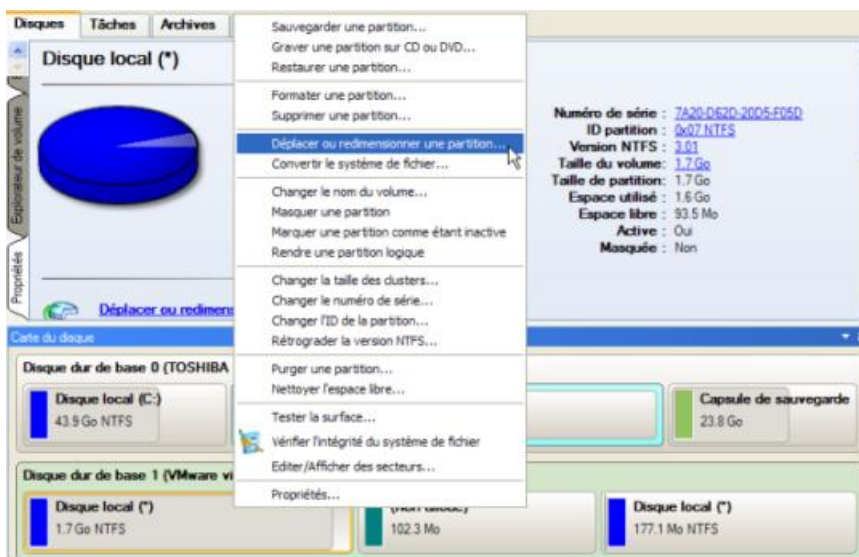 Disques Tâches Archives
Disque local (*)
Explorateur de volume
Propriétés
Déplacer ou redimens
Sauvegarder une partition...
Graver une partition sur CD ou DVD...
Restaurer une partition...
Formater une partition...
Supprimer une partition...
Déplacer ou redimensionner une partition...
Convertir le système de fichier...
Changer le nom du volume...
Masquer une partition
Marquer une partition comme étant inactive
Rendre une partition logique
Changer la taille des clusters...
Changer le numéro de série...
Changer l'ID de la partition...
Rétrograder la version NTFS...
Purger une partition...
Nettoyer l'espace libre...
Tester la surface...
Vérifier l'intégrité du système de fichier
Editer/Afficher des secteurs...
Propriétés...
Numéro de série : 7A20-D62D-20D5-F05D
ID partition : 0x07 NTFS
Version NTFS : 3.01
Taille du volume: 1.7 Go
Taille de partition: 1.7 Go
Espace utilisé : 1.6 Go
Espace libre : 93.5 Mo
Active : Oui
Masquée : Non
Carte du disque
Disque dur de base 0 (TOSHIBA
Disque local (C:)
43.9 Go NTFS
Capsule de sauvegarde
23.8 Go
Disque dur de base 1 (VMware vi
Disque local (*)
1.7 Go NTFS
102.3 Mo
Disque local (*)
177.1 Mo NTFS